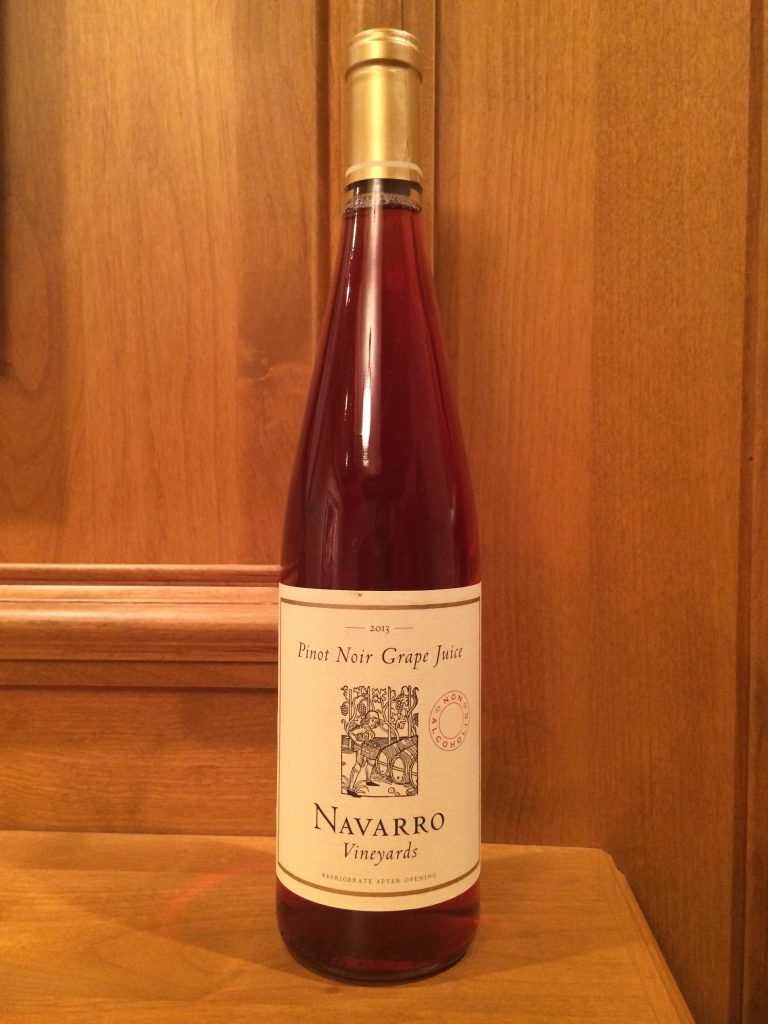 2013
Pinot Noir Grape Juice
NON
ALCOHOLIC
NAVARRO
Vineyards
REFRIGERATE AFTER OPENING